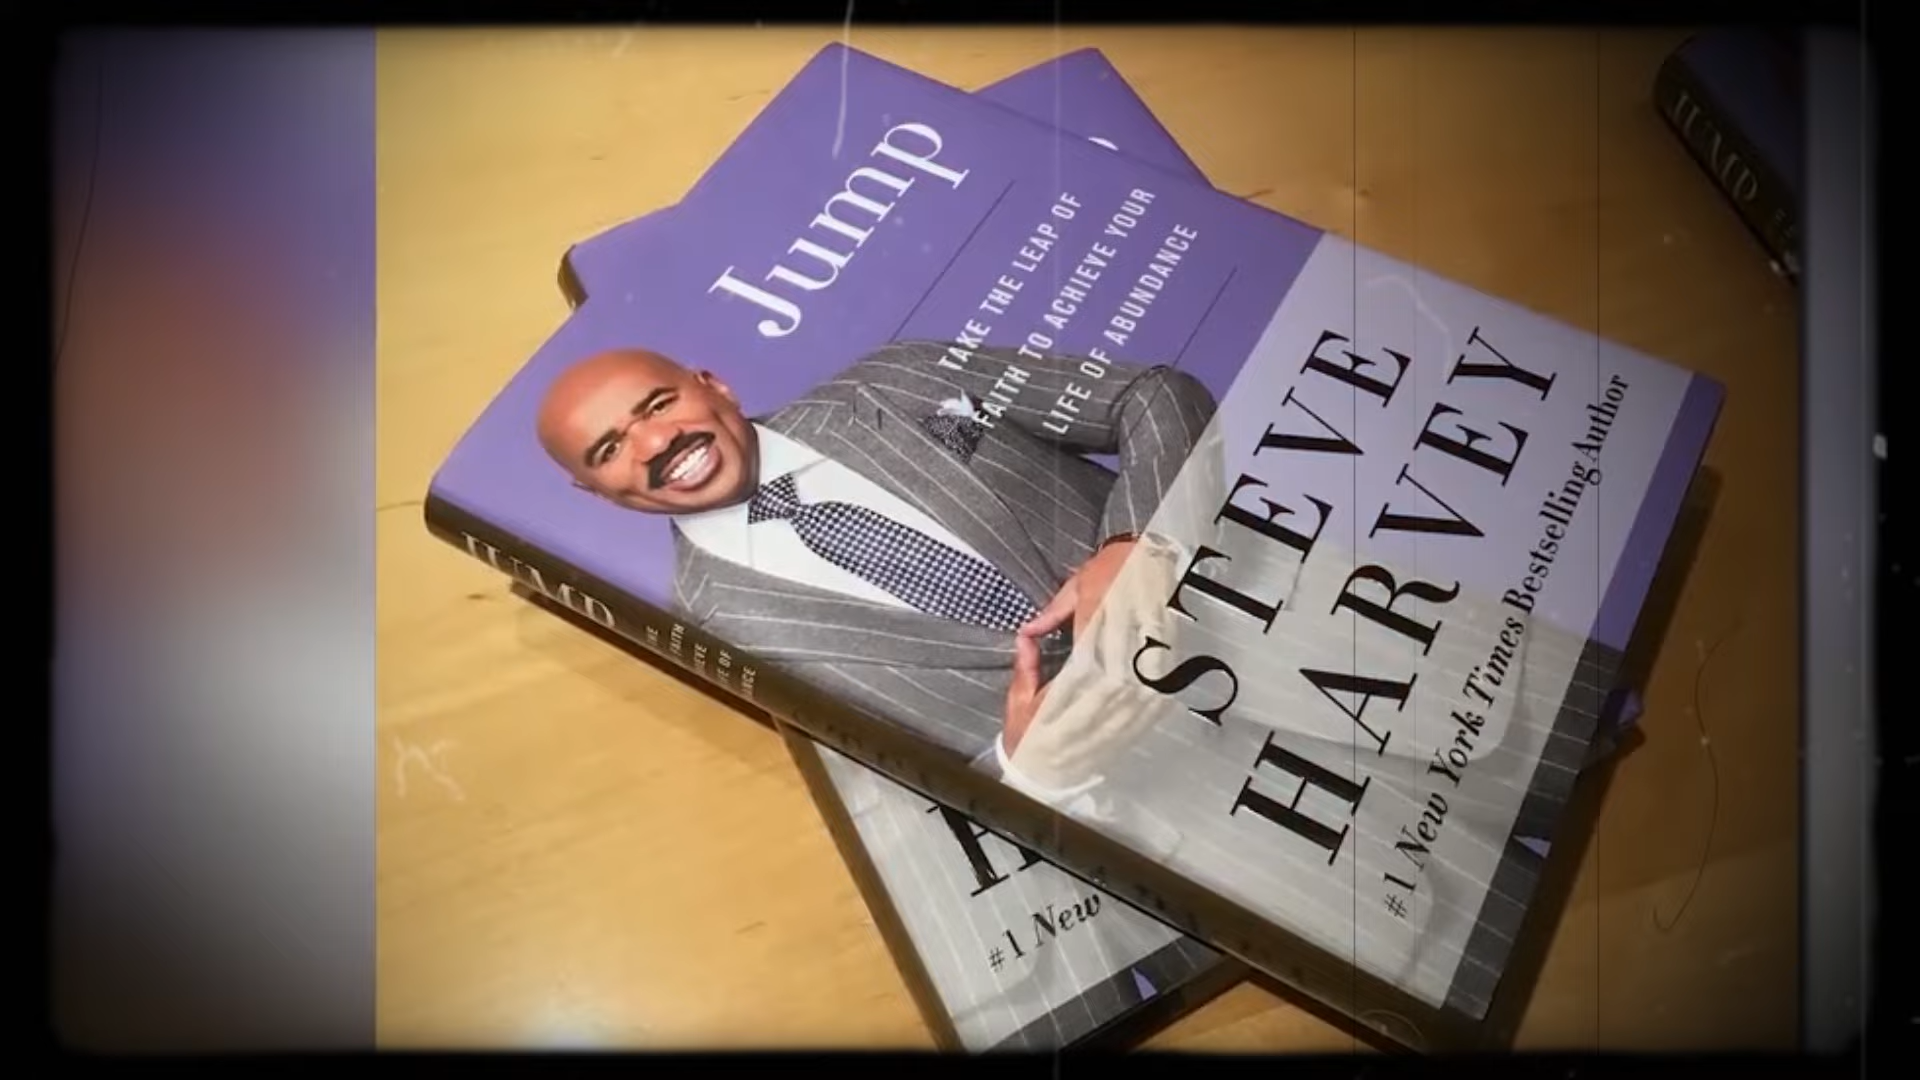 Jump
TAKE THE LEAP OF
FAITH TO ACHIEVE YOUR
LIFE OF ABUNDANCE
STEVE
HARVEY
#1 New York Times Bestselling Author
JUMP
#1 New
JUMP